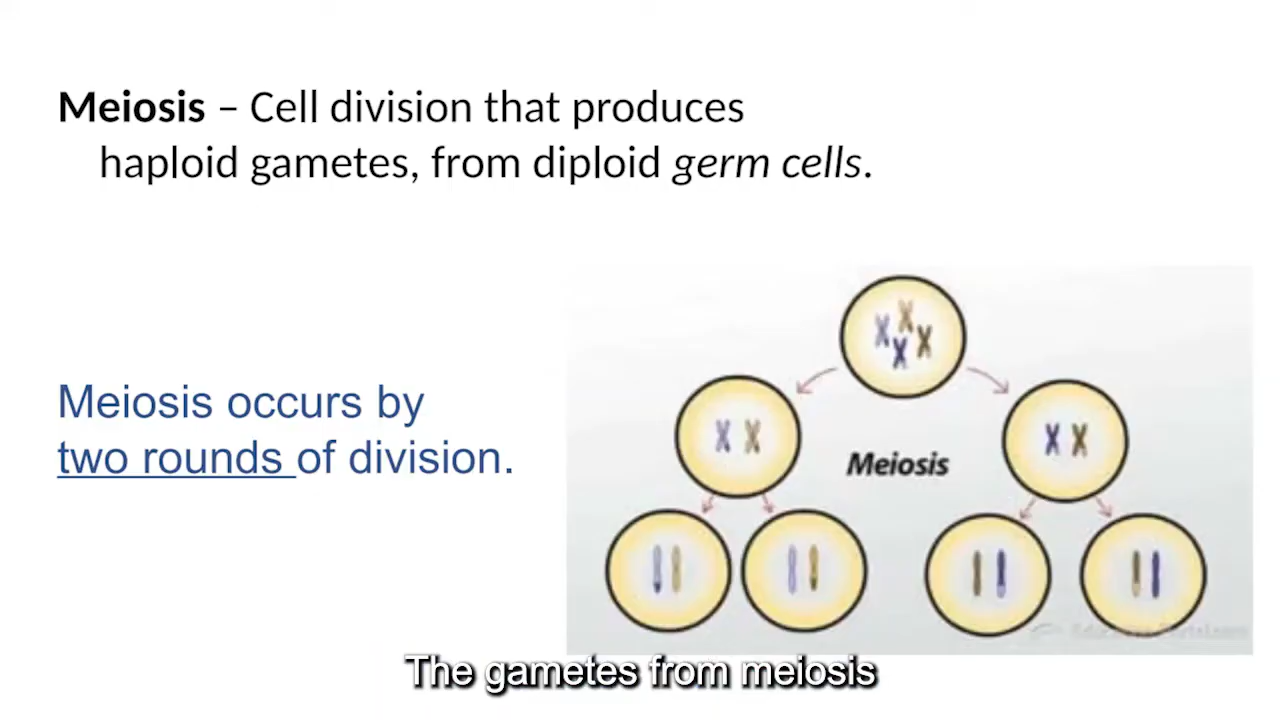 Meiosis – Cell division that produces
haploid gametes, from diploid germ cells.
Meiosis occurs by
two rounds of division.
Meiosis
The gametes from meiosis